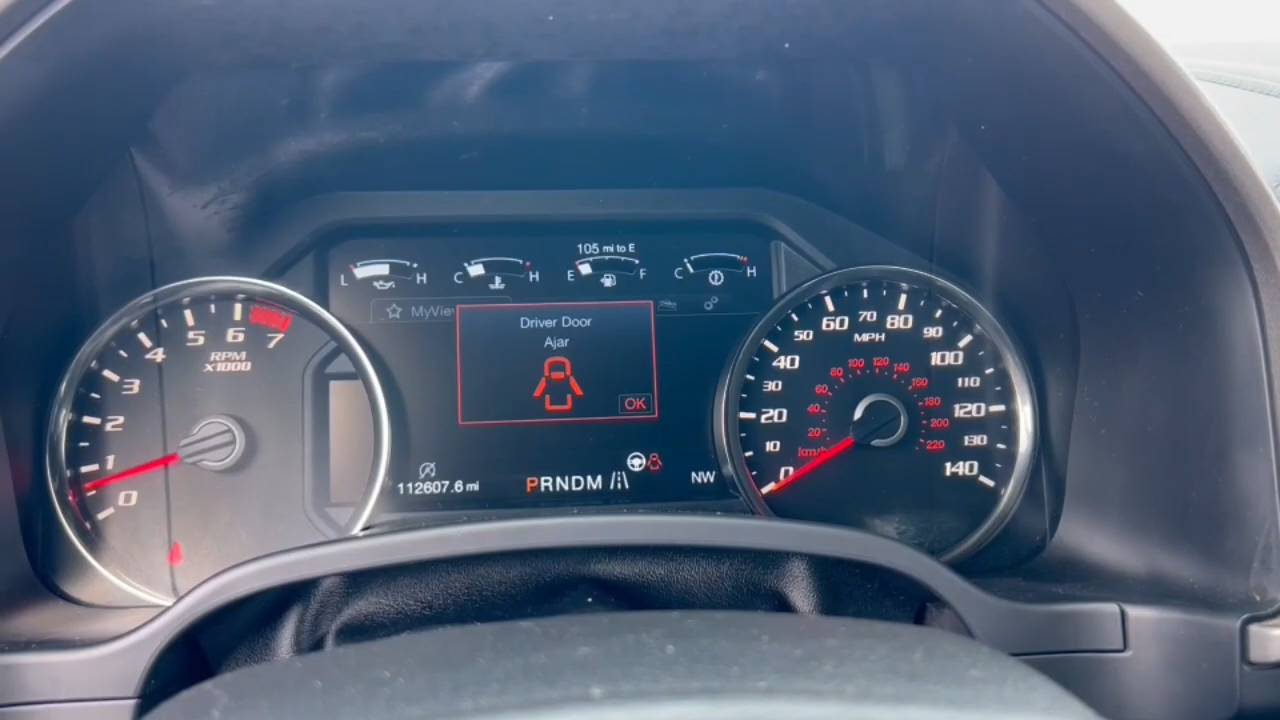 105 mi to E
L H
C H
E F
C H
MyVie
Driver Door
Ajar
OK
112607.6 mi
PRNDM
NW
0
1
2
3
4
5
6
7
RPM
X1000
0
10
20
30
40
50
60
70
80
90
100
110
120
130
140
MPH
km/h
20
40
60
80
100
120
140
160
180
200
220